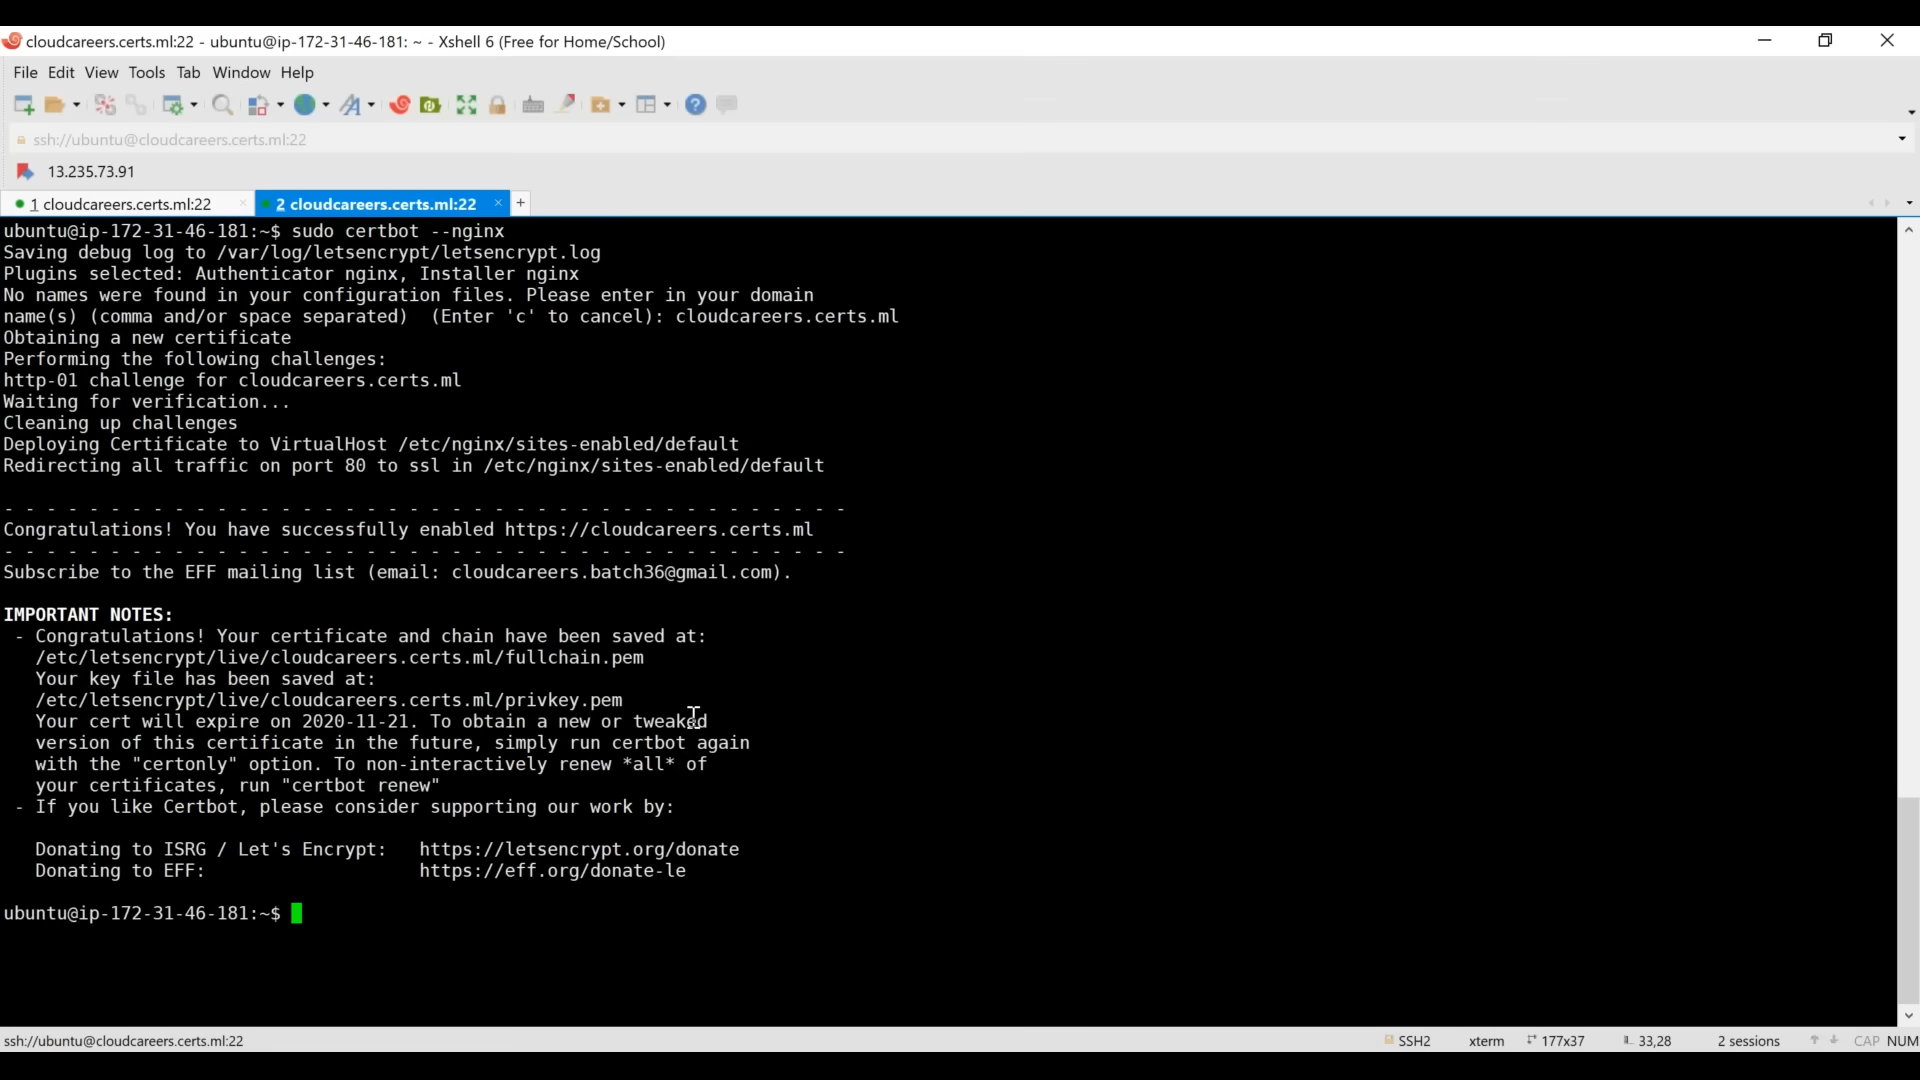 cloudcareers.certs.ml:22 - ubuntu@ip-172-31-46-181: ~ - Xshell 6 (Free for Home/School)
File Edit View Tools Tab Window Help
ssh://ubuntu@cloudcareers.certs.ml:22
13.235.73.91
1 cloudcareers.certs.ml:22 × 2 cloudcareers.certs.ml:22 × +
ubuntu@ip-172-31-46-181:~$ sudo certbot --nginx
Saving debug log to /var/log/letsencrypt/letsencrypt.log
Plugins selected: Authenticator nginx, Installer nginx
No names were found in your configuration files. Please enter in your domain
name(s) (comma and/or space separated)  (Enter 'c' to cancel): cloudcareers.certs.ml
Obtaining a new certificate
Performing the following challenges:
http-01 challenge for cloudcareers.certs.ml
Waiting for verification...
Cleaning up challenges
Deploying Certificate to VirtualHost /etc/nginx/sites-enabled/default
Redirecting all traffic on port 80 to ssl in /etc/nginx/sites-enabled/default
- - - - - - - - - - - - - - - - - - - - - - - - - - - - - - - - - - - - - - - -
Congratulations! You have successfully enabled https://cloudcareers.certs.ml
- - - - - - - - - - - - - - - - - - - - - - - - - - - - - - - - - - - - - - - -
Subscribe to the EFF mailing list (email: cloudcareers.batch36@gmail.com).
IMPORTANT NOTES:
- Congratulations! Your certificate and chain have been saved at:
/etc/letsencrypt/live/cloudcareers.certs.ml/fullchain.pem
Your key file has been saved at:
/etc/letsencrypt/live/cloudcareers.certs.ml/privkey.pem
Your cert will expire on 2020-11-21. To obtain a new or tweaked
version of this certificate in the future, simply run certbot again
with the "certonly" option. To non-interactively renew *all* of
your certificates, run "certbot renew"
- If you like Certbot, please consider supporting our work by:
Donating to ISRG / Let's Encrypt:   https://letsencrypt.org/donate
Donating to EFF:                    https://eff.org/donate-le
ubuntu@ip-172-31-46-181:~$
ssh://ubuntu@cloudcareers.certs.ml:22 SSH2 xterm 177x37 33,28 2 sessions CAP NUM